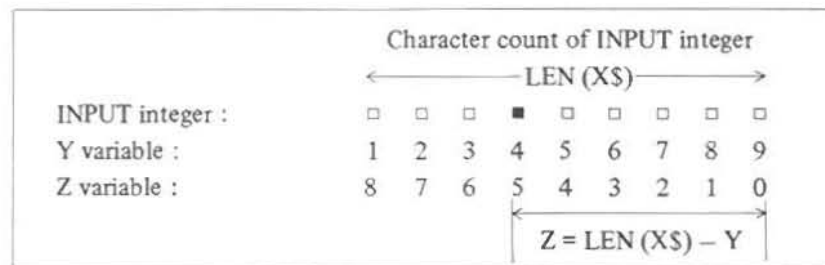 Character count of INPUT integer
LEN (X$)
INPUT integer : □ □ □ ■ □ □ □ □ □
Y variable : 1 2 3 4 5 6 7 8 9
Z variable : 8 7 6 5 4 3 2 1 0
Z = LEN (X$) – Y